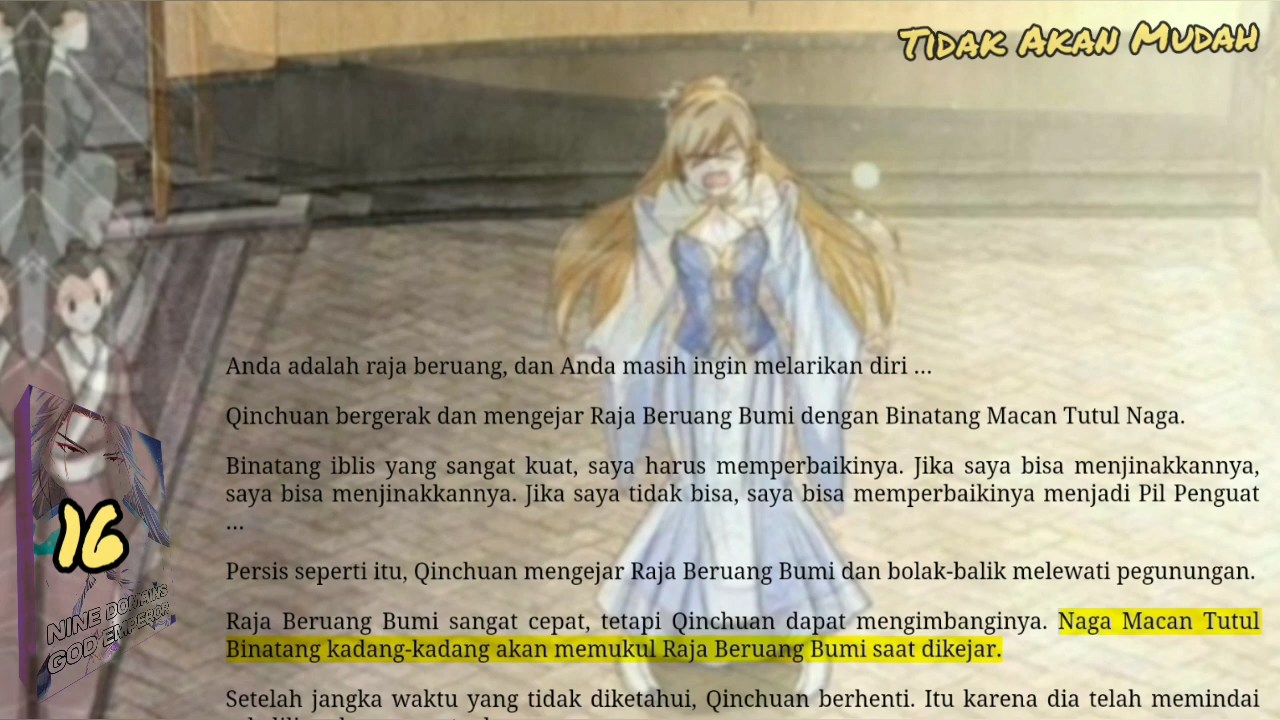 Tidak Akan Mudah
Anda adalah raja beruang, dan Anda masih ingin melarikan diri ...
Qinchuan bergerak dan mengejar Raja Beruang Bumi dengan Binatang Macan Tutul Naga.
Binatang iblis yang sangat kuat, saya harus memperbaikinya. Jika saya bisa menjinakkannya,
saya bisa menjinakkannya. Jika saya tidak bisa, saya bisa memperbaikinya menjadi Pil Penguat
...
Persis seperti itu, Qinchuan mengejar Raja Beruang Bumi dan bolak-balik melewati pegunungan.
Raja Beruang Bumi sangat cepat, tetapi Qinchuan dapat mengimbanginya. Naga Macan Tutul
Binatang kadang-kadang akan memukul Raja Beruang Bumi saat dikejar.
Setelah jangka waktu yang tidak diketahui, Qinchuan berhenti. Itu karena dia telah memindai
16
NINE DOMAINS
GOD EMPEROR